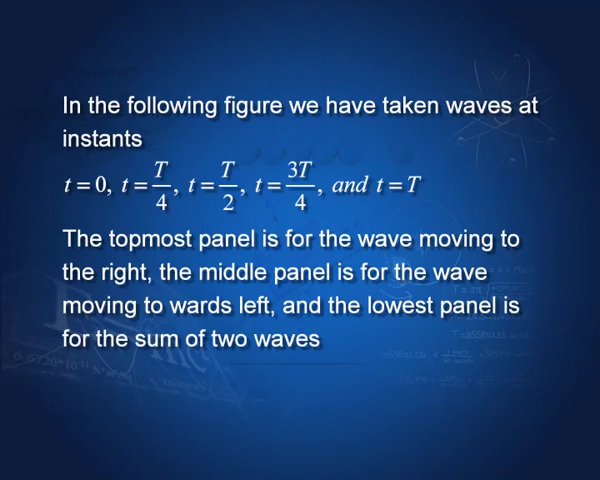 In the following figure we have taken waves at
instants
t = 0, t = T/4, t = T/2, t = 3T/4, and t = T
The topmost panel is for the wave moving to
the right, the middle panel is for the wave
moving to wards left, and the lowest panel is
for the sum of two waves